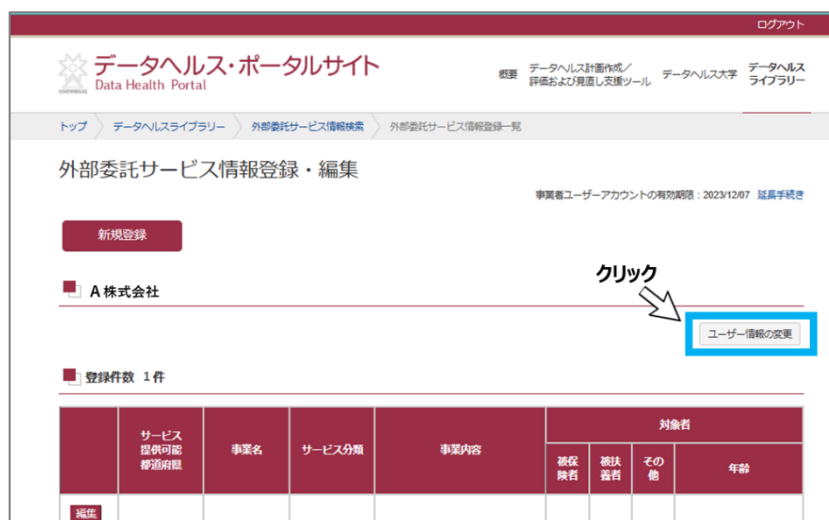 ログアウト
データヘルス・ポータルサイト
Data Health Portal
概要
データヘルス計画作成／
評価および見直し支援ツール
データヘルス大学
データヘルス
ライブラリー
トップ
データヘルスライブラリー
外部委託サービス情報検索
外部委託サービス情報登録一覧
外部委託サービス情報登録・編集
事業者ユーザーアカウントの有効期限：2023/12/07 延長手続き
新規登録
クリック
A 株式会社
ユーザー情報の変更
登録件数 1 件
サービス
提供可能
都道府県
事業名
サービス分類
事業内容
対象者
被保
険者
被扶
養者
その
他
年齢
編集